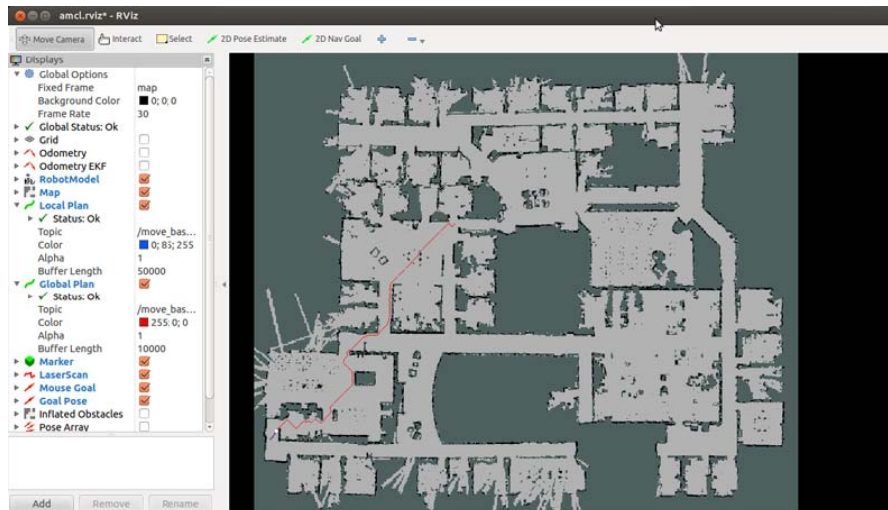 amcl.rviz* - RViz
Move Camera Interact Select 2D Pose Estimate 2D Nav Goal
Displays
Global Options
Fixed Frame map
Background Color 0; 0; 0
Frame Rate 30
Global Status: Ok
Grid
Odometry
Odometry EKF
RobotModel
Map
Local Plan
Status: Ok
Topic /move_bas...
Color 0; 85; 255
Alpha 1
Buffer Length 50000
Global Plan
Status: Ok
Topic /move_bas...
Color 255; 0; 0
Alpha 1
Buffer Length 10000
Marker
LaserScan
Mouse Goal
Goal Pose
Inflated Obstacles
Pose Array
Add Remove Rename